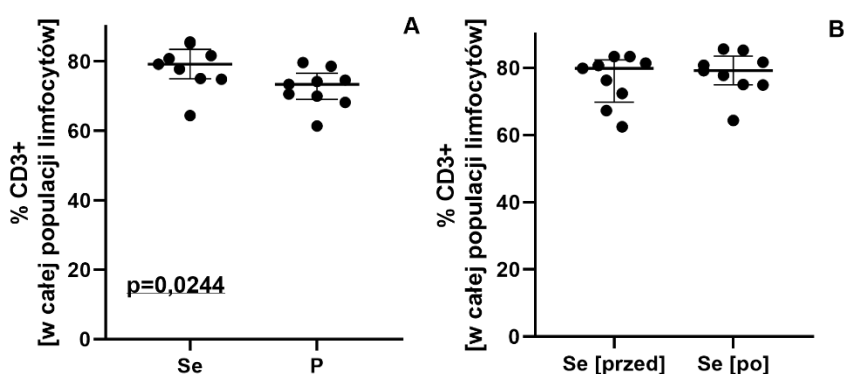 A
% CD3+
[w całej populacji limfocytów]
80
60
40
20
0
p=0,0244
Se
P
B
% CD3+
[w całej populacji limfocytów]
80
60
40
20
0
Se [przed]
Se [po]